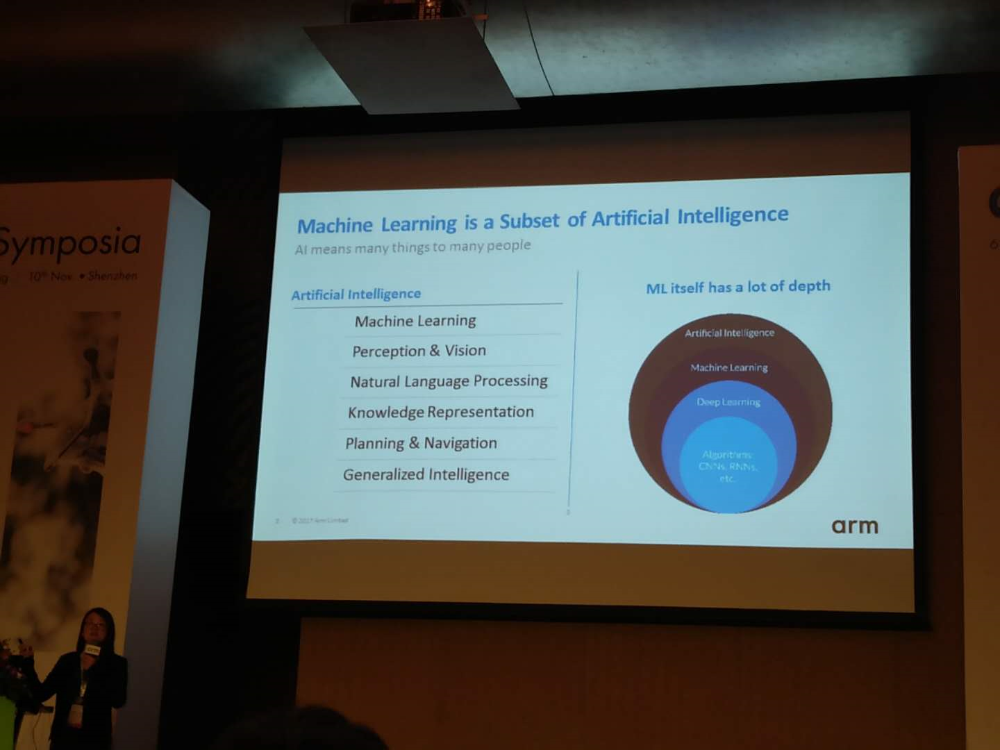 Symposia
10th Nov • Shenzhen
Machine Learning is a Subset of Artificial Intelligence
AI means many things to many people
Artificial Intelligence
Machine Learning
Perception & Vision
Natural Language Processing
Knowledge Representation
Planning & Navigation
Generalized Intelligence
ML itself has a lot of depth
Artificial Intelligence
Machine Learning
Deep Learning
Algorithms:
CNNs, RNNs,
etc.
© 2017 Arm Limited
arm
arm